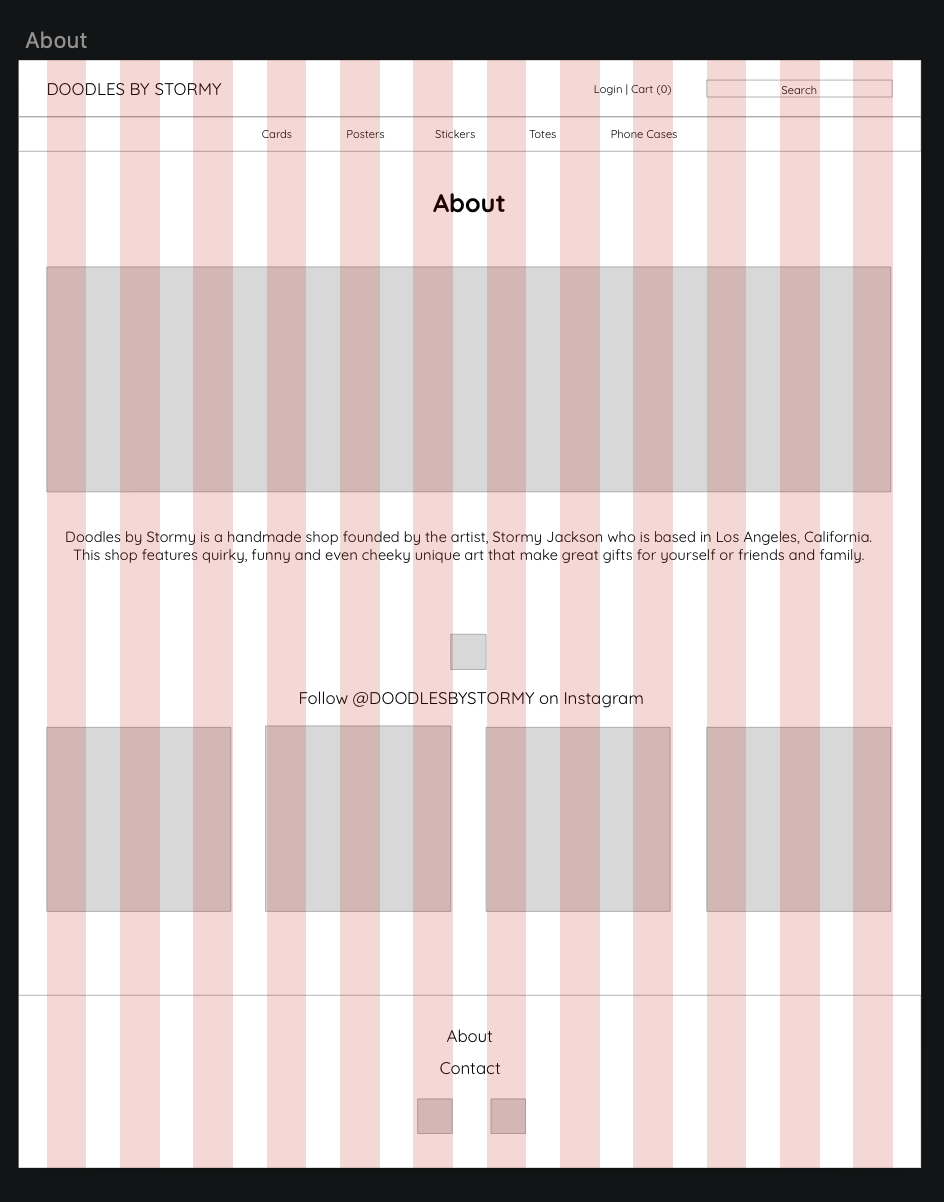 About
DOODLES BY STORMY
Login | Cart (0)
Search
Cards
Posters
Stickers
Totes
Phone Cases
About
Doodles by Stormy is a handmade shop founded by the artist, Stormy Jackson who is based in Los Angeles, California.
This shop features quirky, funny and even cheeky unique art that make great gifts for yourself or friends and family.
Follow @DOODLESBYSTORMY on Instagram
About
Contact